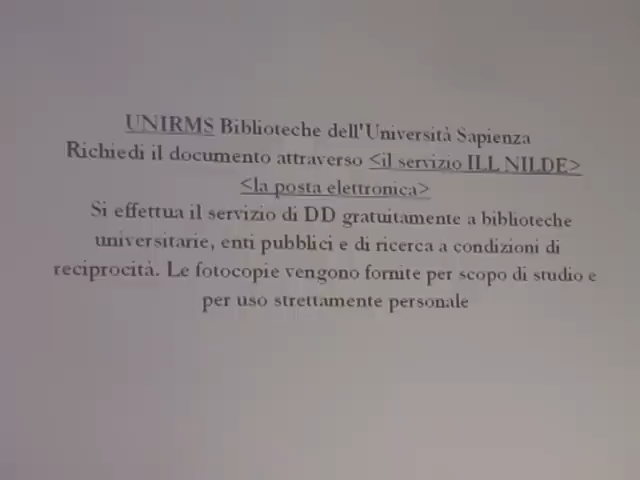 UNIRMS Biblioteche dell'Università Sapienza
Richiedi il documento attraverso <il servizio ILL NILDE>
<la posta elettronica>
Si effettua il servizio di DD gratuitamente a biblioteche
universitarie, enti pubblici e di ricerca a condizioni di
reciprocità. Le fotocopie vengono fornite per scopo di studio e
per uso strettamente personale